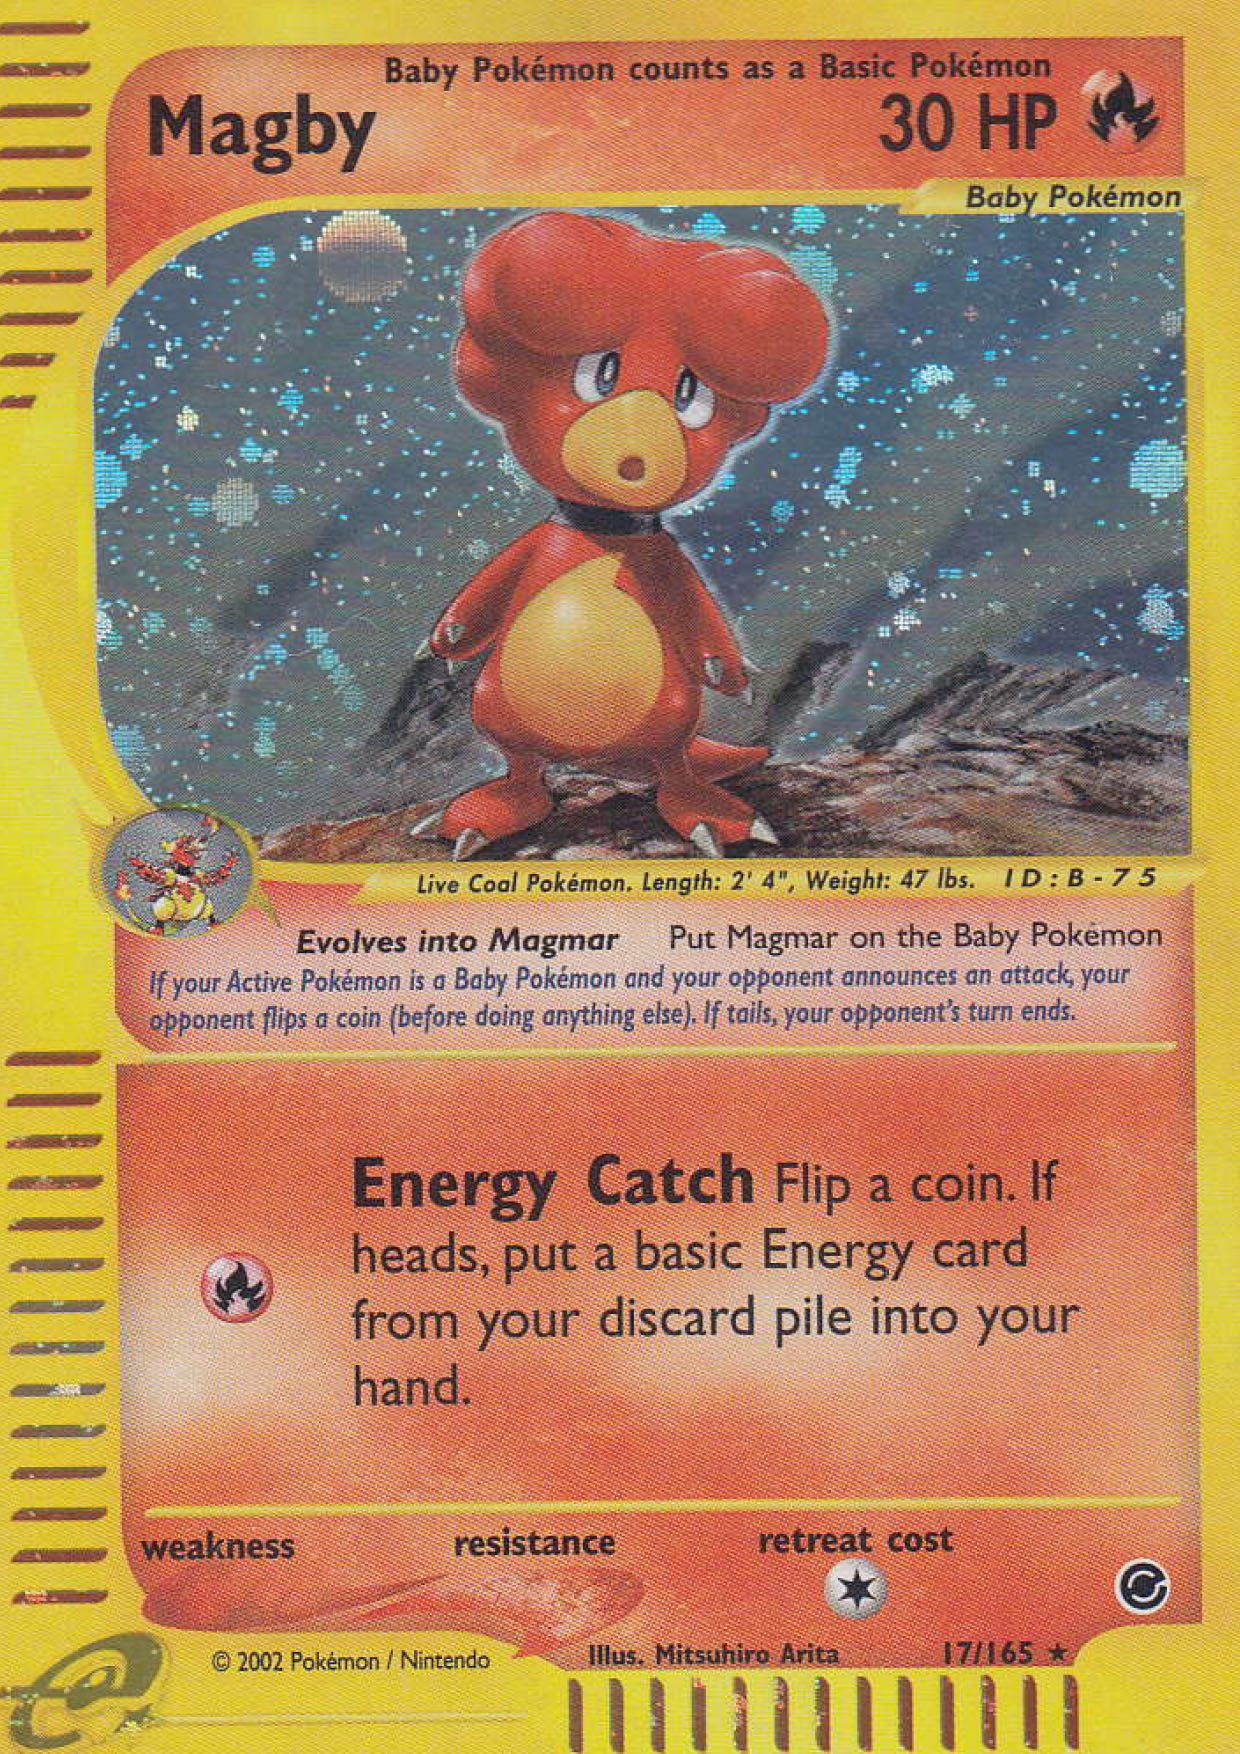 Baby Pokémon counts as a Basic Pokémon
Magby 30 HP
Baby Pokémon
Live Coal Pokémon. Length: 2' 4", Weight: 47 lbs. ID:B-75
Evolves into Magmar Put Magmar on the Baby Pokémon
If your Active Pokémon is a Baby Pokémon and your opponent announces an attack, your
opponent flips a coin (before doing anything else). If tails, your opponent's turn ends.
Energy Catch Flip a coin. If
heads, put a basic Energy card
from your discard pile into your
hand.
weakness resistance retreat cost
© 2002 Pokémon / Nintendo Illus. Mitsuhiro Arita 17/165 ★
e